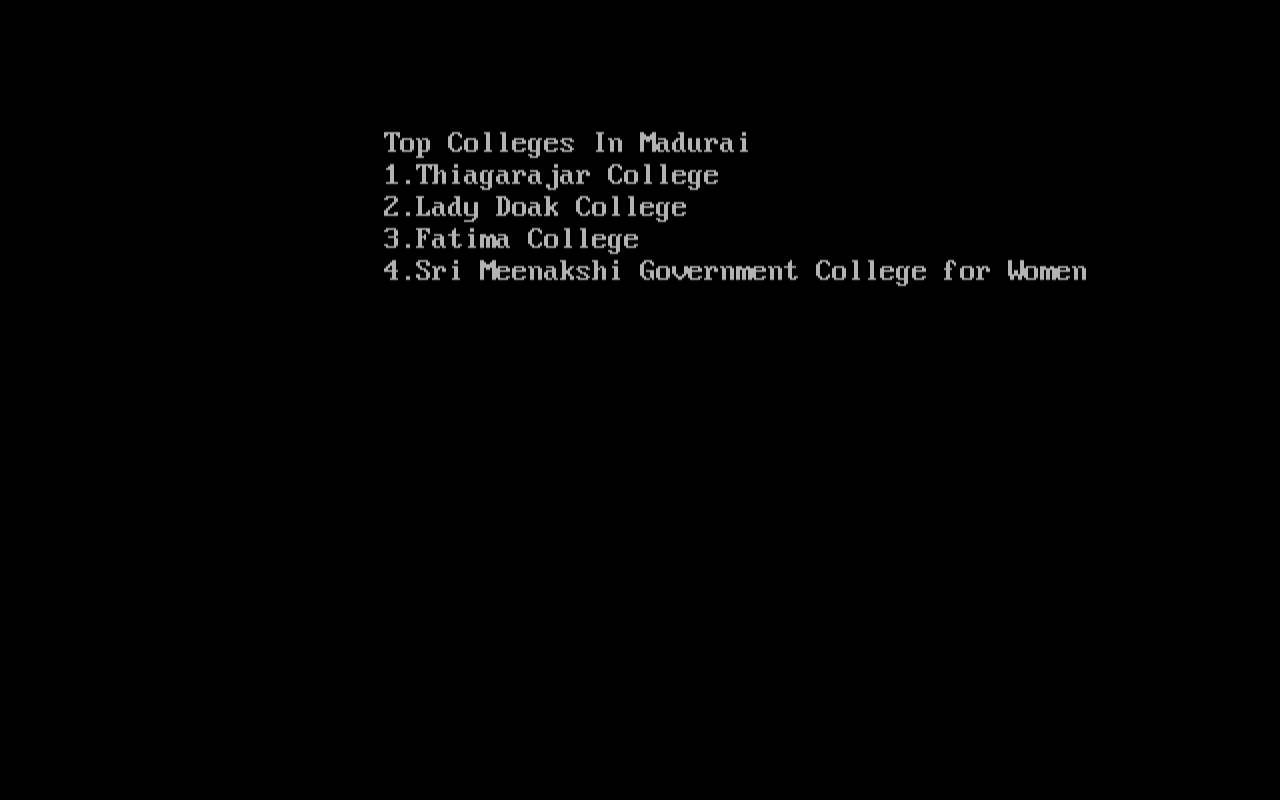 Top Colleges In Madurai
1.Thiagarajar College
2.Lady Doak College
3.Fatima College
4.Sri Meenakshi Government College for Women